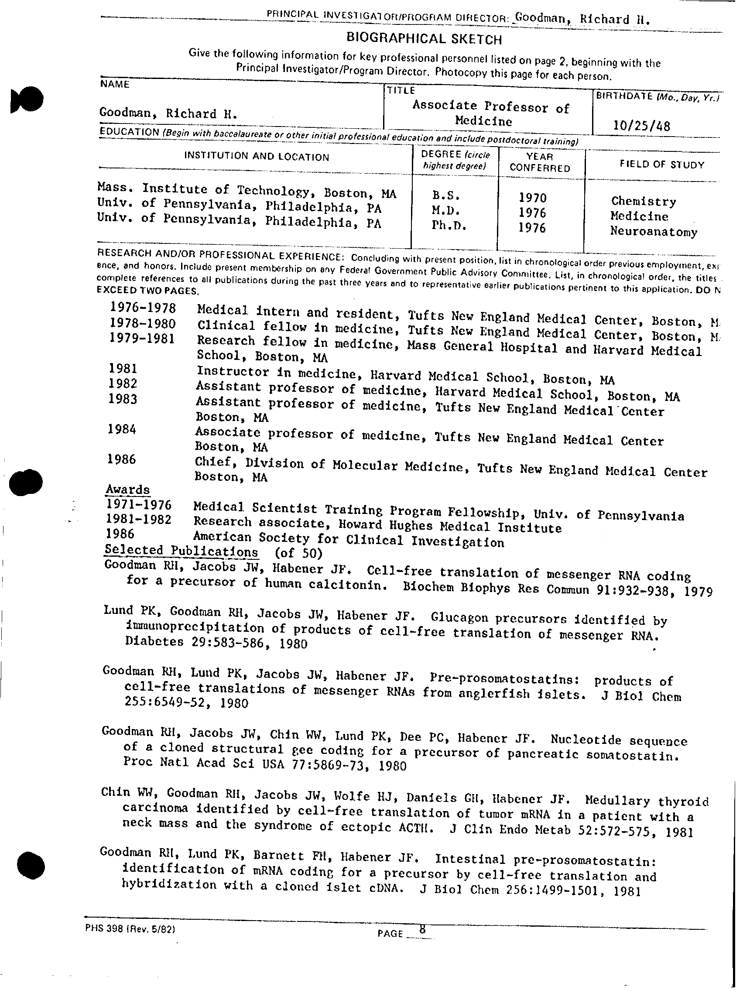 PRINCIPAL INVESTIGATOR/PROGRAM DIRECTOR: Goodman, Richard H.
BIOGRAPHICAL SKETCH
Give the following information for key professional personnel listed on page 2, beginning with the
Principal Investigator/Program Director. Photocopy this page for each person.
NAME TITLE BIRTHDATE (Mo., Day, Yr.)
Goodman, Richard H. Associate Professor of
Medicine 10/25/48
EDUCATION (Begin with baccalaureate or other initial professional education and include postdoctoral training)
INSTITUTION AND LOCATION DEGREE (circle highest degree) YEAR CONFERRED FIELD OF STUDY
Mass. Institute of Technology, Boston, MA B.S. 1970 Chemistry
Univ. of Pennsylvania, Philadelphia, PA M.D. 1976 Medicine
Univ. of Pennsylvania, Philadelphia, PA Ph.D. 1976 Neuroanatomy
RESEARCH AND/OR PROFESSIONAL EXPERIENCE: Concluding with present position, list in chronological order previous employment, ex
ence, and honors. Include present membership on any Federal Government Public Advisory Committee. List, in chronological order, the titles
complete references to all publications during the past three years and to representative earlier publications pertinent to this application. DO N
EXCEED TWO PAGES.
1976-1978 Medical intern and resident, Tufts New England Medical Center, Boston, M
1978-1980 Clinical fellow in medicine, Tufts New England Medical Center, Boston, M
1979-1981 Research fellow in medicine, Mass General Hospital and Harvard Medical
School, Boston, MA
1981 Instructor in medicine, Harvard Medical School, Boston, MA
1982 Assistant professor of medicine, Harvard Medical School, Boston, MA
1983 Assistant professor of medicine, Tufts New England Medical Center
Boston, MA
1984 Associate professor of medicine, Tufts New England Medical Center
Boston, MA
1986 Chief, Division of Molecular Medicine, Tufts New England Medical Center
Boston, MA
Awards
1971-1976 Medical Scientist Training Program Fellowship, Univ. of Pennsylvania
1981-1982 Research associate, Howard Hughes Medical Institute
1986 American Society for Clinical Investigation
Selected Publications (of 50)
Goodman RH, Jacobs JW, Habener JF. Cell-free translation of messenger RNA coding
for a precursor of human calcitonin. Biochem Biophys Res Commun 91:932-938, 1979
Lund PK, Goodman RH, Jacobs JW, Habener JF. Glucagon precursors identified by
immunoprecipitation of products of cell-free translation of messenger RNA.
Diabetes 29:583-586, 1980
Goodman RH, Lund PK, Jacobs JW, Habener JF. Pre-prosomatostatins: products of
cell-free translations of messenger RNAs from anglerfish islets. J Biol Chem
255:6549-52, 1980
Goodman RH, Jacobs JW, Chin WW, Lund PK, Dee PC, Habener JF. Nucleotide sequence
of a cloned structural gee coding for a precursor of pancreatic somatostatin.
Proc Natl Acad Sci USA 77:5869-73, 1980
Chin WW, Goodman RH, Jacobs JW, Wolfe HJ, Daniels GH, Habener JF. Medullary thyroid
carcinoma identified by cell-free translation of tumor mRNA in a patient with a
neck mass and the syndrome of ectopic ACTH. J Clin Endo Metab 52:572-575, 1981
Goodman RH, Lund PK, Barnett FH, Habener JF. Intestinal pre-prosomatostatin:
identification of mRNA coding for a precursor by cell-free translation and
hybridization with a cloned islet cDNA. J Biol Chem 256:1499-1501, 1981
PHS 398 (Rev. 5/82) PAGE 8